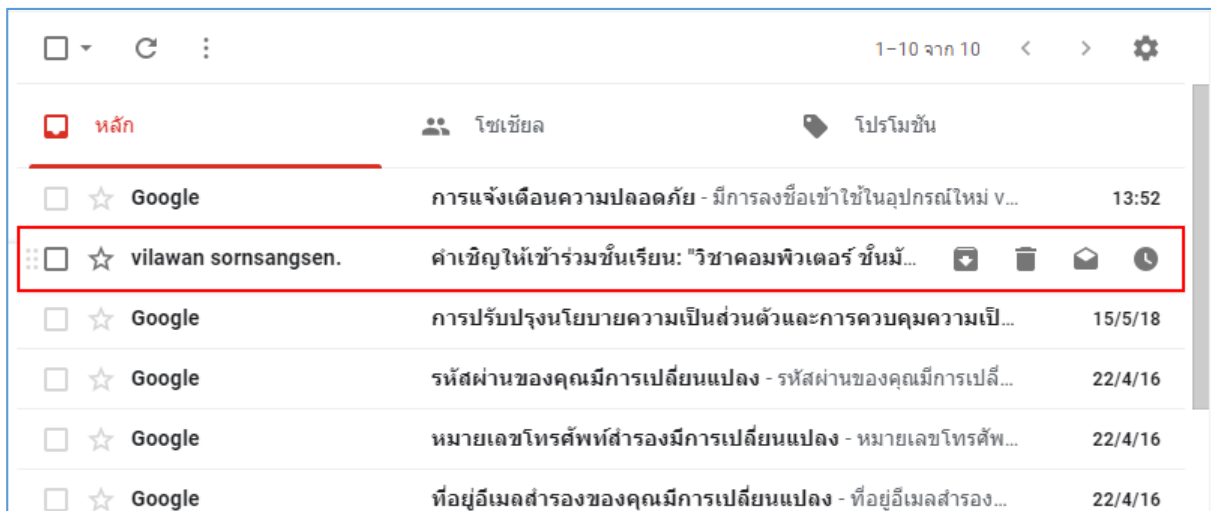 1–10 จาก 10
หลัก โซเชียล โปรโมชัน
Google การแจ้งเตือนความปลอดภัย - มีการลงชื่อเข้าใช้ในอุปกรณ์ใหม่ v... 13:52
vilawan sornsangsen. คำเชิญให้เข้าร่วมชั้นเรียน: "วิชาคอมพิวเตอร์ ชั้นมั...
Google การปรับปรุงนโยบายความเป็นส่วนตัวและการควบคุมความเป็... 15/5/18
Google รหัสผ่านของคุณมีการเปลี่ยนแปลง - รหัสผ่านของคุณมีการเปลี่... 22/4/16
Google หมายเลขโทรศัพท์สำรองมีการเปลี่ยนแปลง - หมายเลขโทรศัพ... 22/4/16
Google ที่อยู่อีเมลสำรองของคุณมีการเปลี่ยนแปลง - ที่อยู่อีเมลสำรอง... 22/4/16